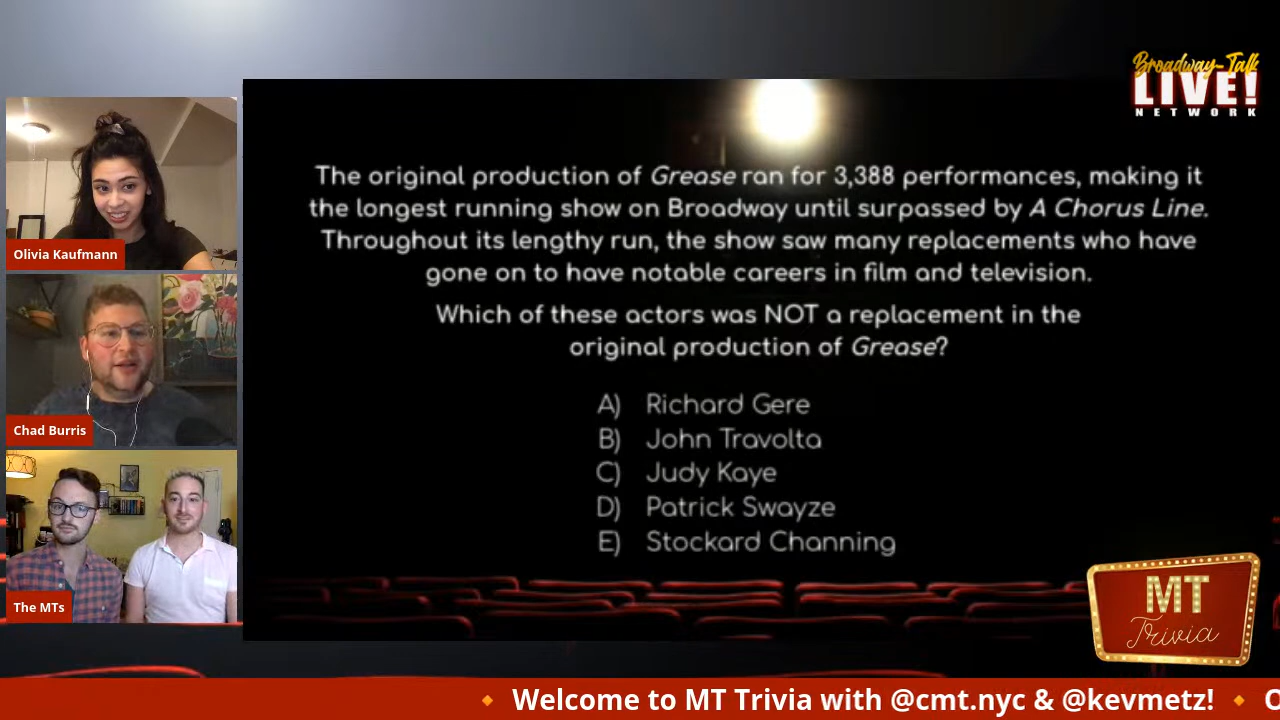 Broadway-Talk
LIVE!
NETWORK
The original production of Grease ran for 3,388 performances, making it
the longest running show on Broadway until surpassed by A Chorus Line.
Throughout its lengthy run, the show saw many replacements who have
gone on to have notable careers in film and television.
Which of these actors was NOT a replacement in the
original production of Grease?
A) Richard Gere
B) John Travolta
C) Judy Kaye
D) Patrick Swayze
E) Stockard Channing
Olivia Kaufmann
Chad Burris
The MTs
MT
Trivia
Welcome to MT Trivia with @cmt.nyc & @kevmetz!